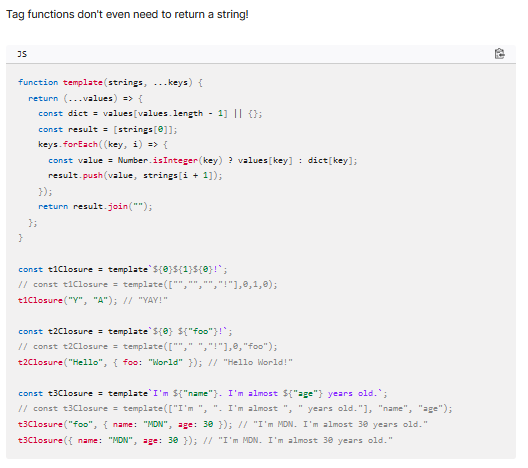 Tag functions don't even need to return a string!
JS
function template(strings, ...keys) {
  return (...values) => {
    const dict = values[values.length - 1] || {};
    const result = [strings[0]];
    keys.forEach((key, i) => {
      const value = Number.isInteger(key) ? values[key] : dict[key];
      result.push(value, strings[i + 1]);
    });
    return result.join("");
  };
}
const t1Closure = template`${0}${1}${0}!`;
// const t1Closure = template(["","","","!"],0,1,0);
t1Closure("Y", "A"); // "YAY!"
const t2Closure = template`${0} ${"foo"}!`;
// const t2Closure = template([""," ","!"],0,"foo");
t2Closure("Hello", { foo: "World" }); // "Hello World!"
const t3Closure = template`I'm ${"name"}. I'm almost ${"age"} years old.`;
// const t3Closure = template(["I'm ", ". I'm almost ", " years old."], "name", "age");
t3Closure("foo", { name: "MDN", age: 30 }); // "I'm MDN. I'm almost 30 years old."
t3Closure({ name: "MDN", age: 30 }); // "I'm MDN. I'm almost 30 years old."